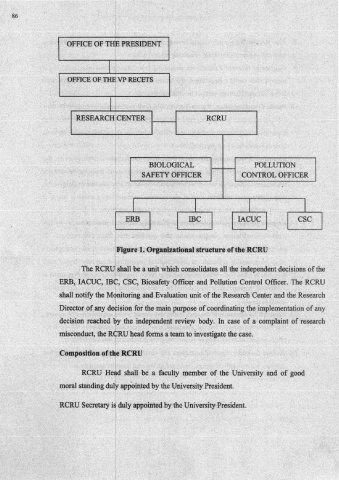 86
OFFICE OF THE PRESIDENT
OFFICE OF THE VP RECETS
RESEARCH CENTER
RCRU
BIOLOGICAL
SAFETY OFFICER
POLLUTION
CONTROL OFFICER
ERB
IBC
IACUC
CSC
Figure 1. Organizational structure of the RCRU
The RCRU shall be a unit which consolidates all the independent decisions of the
ERB, IACUC, IBC, CSC, Biosafety Officer and Pollution Control Officer. The RCRU
shall notify the Monitoring and Evaluation unit of the Research Center and the Research
Director of any decision for the main purpose of coordinating the implementation of any
decision reached by the independent review body. In case of a complaint of research
misconduct, the RCRU head forms a team to investigate the case.
Composition of the RCRU
RCRU Head shall be a faculty member of the University and of good
moral standing duly appointed by the University President.
RCRU Secretary is duly appointed by the University President.